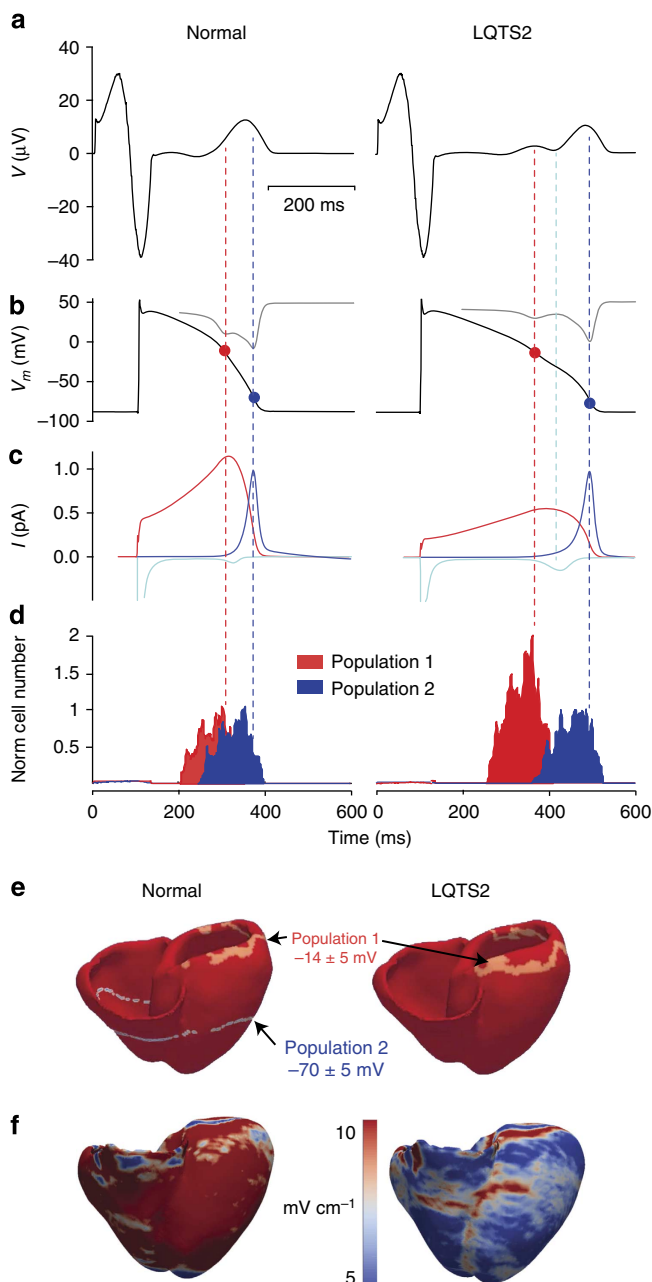 a
Normal
LQTS2
40
20
0
−20
−40
V (μV)
200 ms
b
50
0
−50
−100
Vm (mV)
c
1.0
0.5
0.0
I (pA)
d
2
1.5
1
0.5
Norm cell number
Population 1
Population 2
0 200 400 600
0 200 400 600
Time (ms)
e
Normal
LQTS2
Population 1
−14 ± 5 mV
Population 2
−70 ± 5 mV
f
10
mV cm−1
5